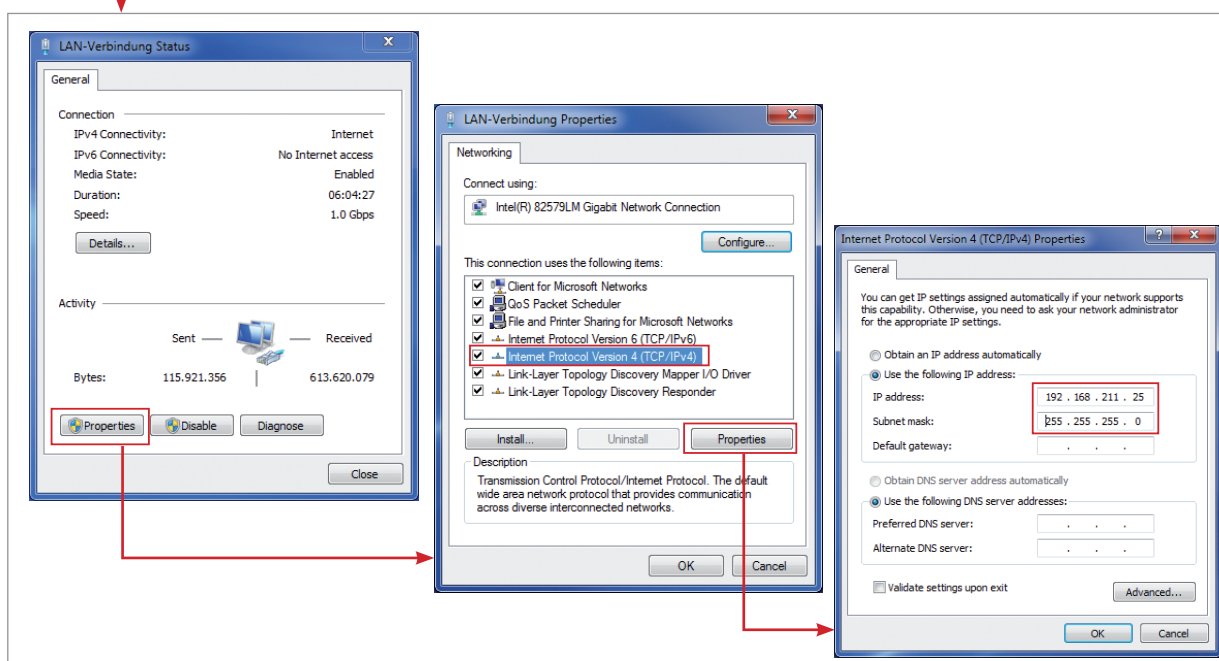 LAN-Verbindung Status
General
Connection
IPv4 Connectivity: Internet
IPv6 Connectivity: No Internet access
Media State: Enabled
Duration: 06:04:27
Speed: 1.0 Gbps
Details...
Activity
Sent — — Received
Bytes: 115.921.356 613.620.079
Properties Disable Diagnose
Close
LAN-Verbindung Properties
Networking
Connect using:
Intel(R) 82579LM Gigabit Network Connection
Configure...
This connection uses the following items:
Client for Microsoft Networks
QoS Packet Scheduler
File and Printer Sharing for Microsoft Networks
Internet Protocol Version 6 (TCP/IPv6)
Internet Protocol Version 4 (TCP/IPv4)
Link-Layer Topology Discovery Mapper I/O Driver
Link-Layer Topology Discovery Responder
Install... Uninstall Properties
Description
Transmission Control Protocol/Internet Protocol. The default
wide area network protocol that provides communication
across diverse interconnected networks.
OK Cancel
Internet Protocol Version 4 (TCP/IPv4) Properties
General
You can get IP settings assigned automatically if your network supports
this capability. Otherwise, you need to ask your network administrator
for the appropriate IP settings.
Obtain an IP address automatically
Use the following IP address:
IP address: 192 . 168 . 211 . 25
Subnet mask: 255 . 255 . 255 . 0
Default gateway: . . .
Obtain DNS server address automatically
Use the following DNS server addresses:
Preferred DNS server: . . .
Alternate DNS server: . . .
Validate settings upon exit
Advanced...
OK Cancel